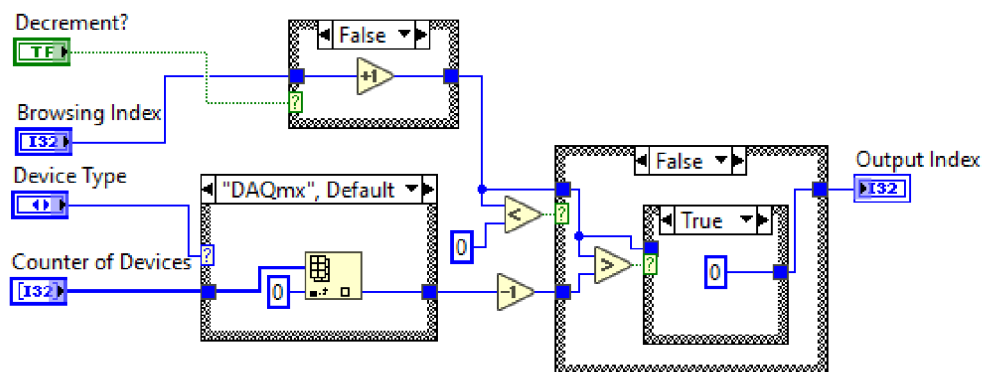 Decrement?
TF
False
+1
?
Browsing Index
I32
Device Type
"DAQmx", Default
?
Counter of Devices
[I32]
0
-1
0
<
False
?
>
True
?
0
Output Index
I32